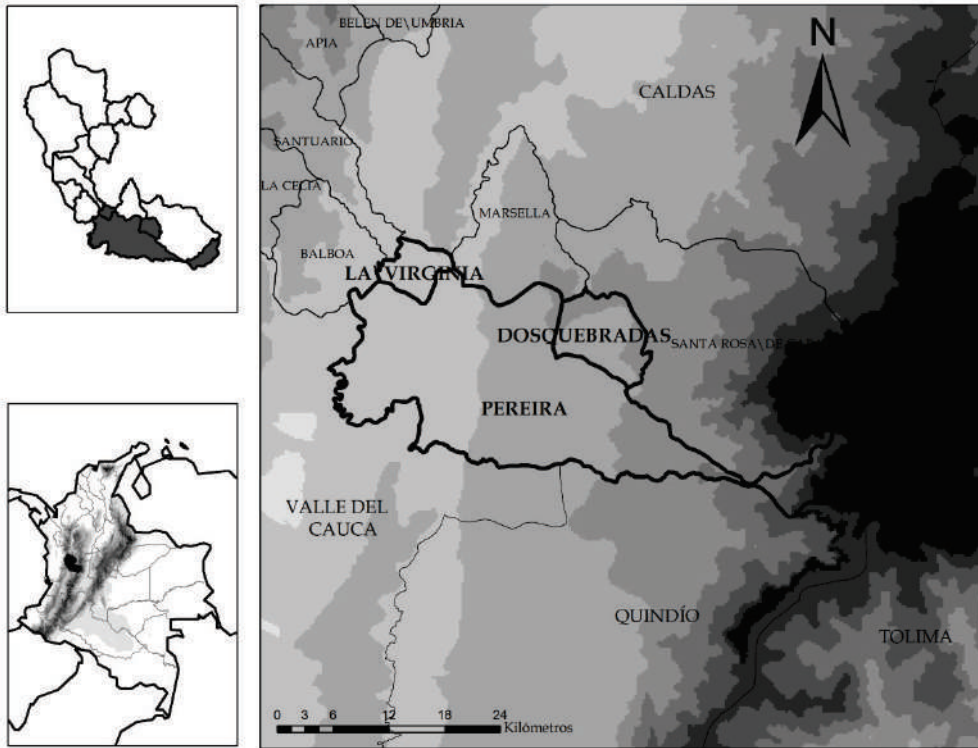 BELEN DE\UMBRIA
APIA
N
CALDAS
SANTUARIO
LA CELIA
MARSELLA
BALBOA
LA VIRGINIA
DOSQUEBRADAS
SANTA ROSA\DE
PEREIRA
VALLE DEL
CAUCA
QUINDÍO
TOLIMA
0 3 6 12 18 24
Kilómetros